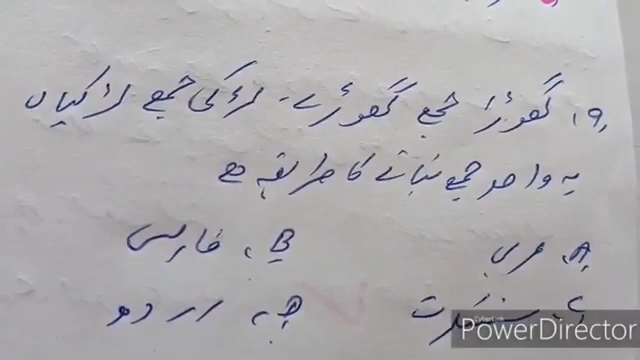 9. گھوڑا جمع گھوڑے۔ لڑکی جمع لڑکیاں
یہ واحد جمع بنانے کا طریقہ ہے
A. عربی B. فارسی
C. سنسکرت D. اردو
CyberLink
PowerDirector